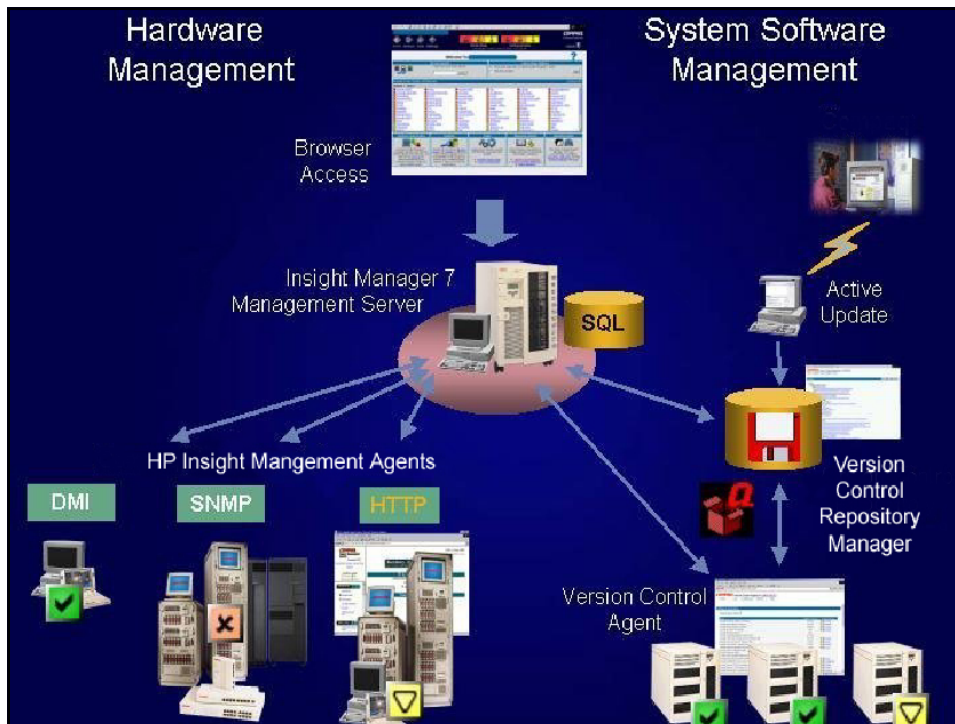 Hardware
Management
System Software
Management
Browser
Access
Insight Manager 7
Management Server
SQL
Active
Update
HP Insight Mangement Agents
DMI
SNMP
HTTP
Version
Control
Repository
Manager
Q
Version Control
Agent